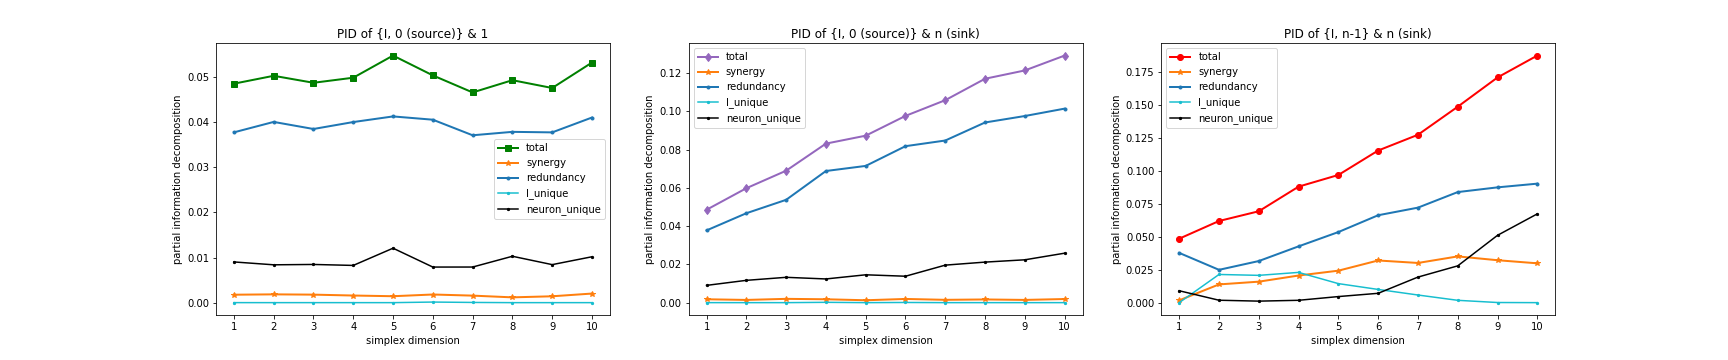 PID of {I, 0 (source)} & 1
partial information decomposition
0.05
0.04
0.03
0.02
0.01
0.00
total
synergy
redundancy
I_unique
neuron_unique
1 2 3 4 5 6 7 8 9 10
simplex dimension
PID of {I, 0 (source)} & n (sink)
partial information decomposition
0.12
0.10
0.08
0.06
0.04
0.02
0.00
total
synergy
redundancy
I_unique
neuron_unique
1 2 3 4 5 6 7 8 9 10
simplex dimension
PID of {I, n-1} & n (sink)
partial information decomposition
0.175
0.150
0.125
0.100
0.075
0.050
0.025
0.000
total
synergy
redundancy
I_unique
neuron_unique
1 2 3 4 5 6 7 8 9 10
simplex dimension